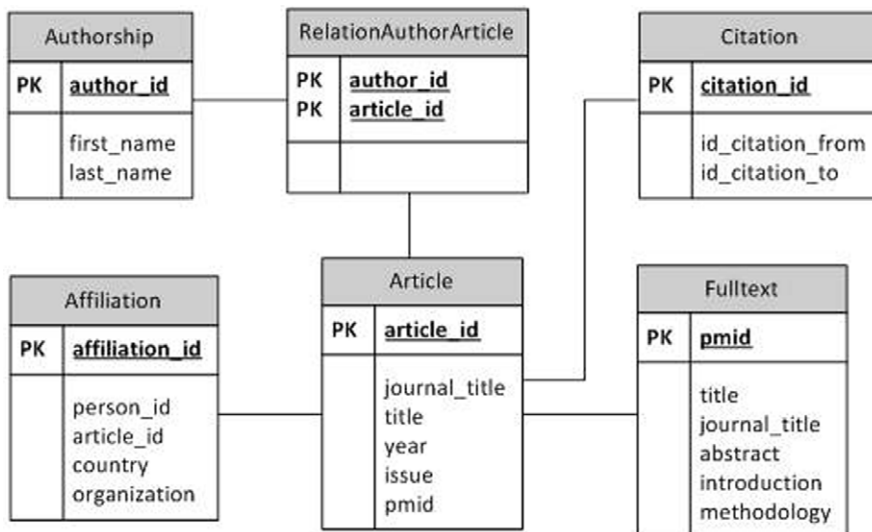 Authorship
PK author_id
first_name
last_name
RelationAuthorArticle
PK author_id
PK article_id
Citation
PK citation_id
id_citation_from
id_citation_to
Affiliation
PK affiliation_id
person_id
article_id
country
organization
Article
PK article_id
journal_title
title
year
issue
pmid
Fulltext
PK pmid
title
journal_title
abstract
introduction
methodology